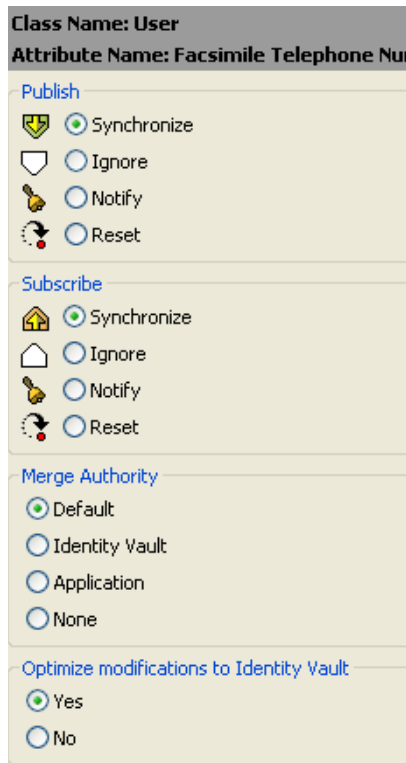 Class Name: User
Attribute Name: Facsimile Telephone
Publish
Synchronize
Ignore
Notify
Reset
Subscribe
Synchronize
Ignore
Notify
Reset
Merge Authority
Default
Identity Vault
Application
None
Optimize modifications to Identity Vault
Yes
No